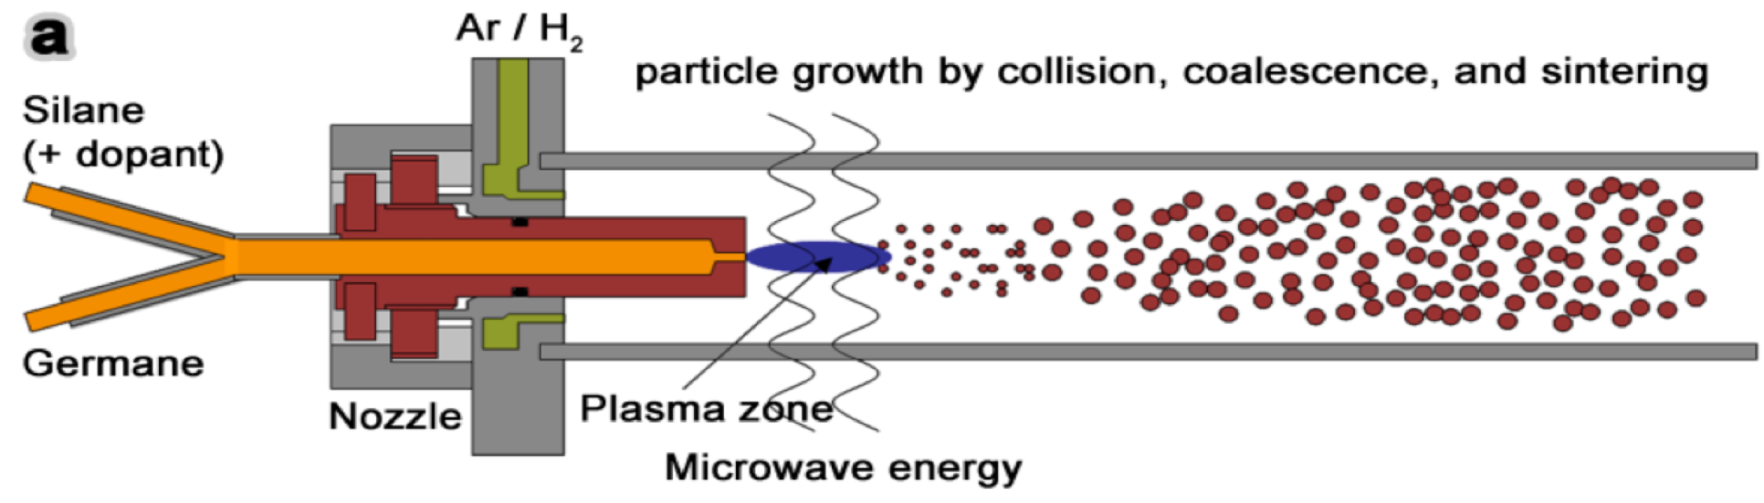 a
Ar / H₂
particle growth by collision, coalescence, and sintering
Silane
(+ dopant)
Germane
Nozzle
Plasma zone
Microwave energy